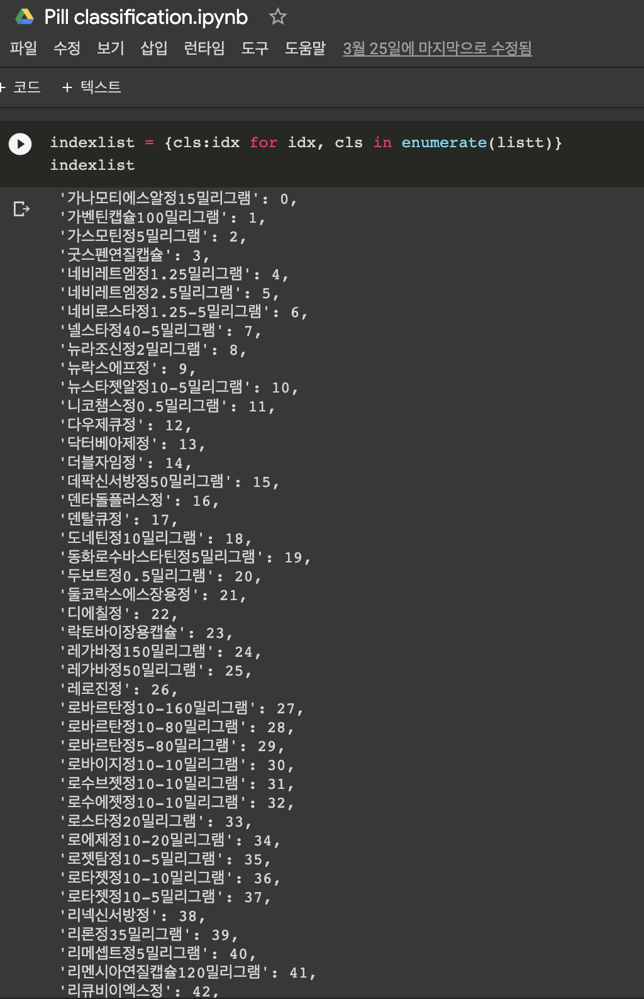 Pill classification.ipynb
파일 수정 보기 삽입 런타임 도구 도움말 3월 25일에 마지막으로 수정됨
+ 코드 + 텍스트
indexlist = {cls:idx for idx, cls in enumerate(listt)}
indexlist
'가나모티에스알정15밀리그램': 0,
'가벤틴캡슐100밀리그램': 1,
'가스모틴정5밀리그램': 2,
'굿스펜연질캡슐': 3,
'네비레트엠정1.25밀리그램': 4,
'네비레트엠정2.5밀리그램': 5,
'네비로스타정1.25-5밀리그램': 6,
'넬스타정40-5밀리그램': 7,
'뉴라조신정2밀리그램': 8,
'뉴락스에프정': 9,
'뉴스타젯알정10-5밀리그램': 10,
'니코챔스정0.5밀리그램': 11,
'다우제큐정': 12,
'닥터베아제정': 13,
'더블자임정': 14,
'데팍신서방정50밀리그램': 15,
'덴타돌플러스정': 16,
'덴탈큐정': 17,
'도네틴정10밀리그램': 18,
'동화로수바스타틴정5밀리그램': 19,
'두보트정0.5밀리그램': 20,
'둘코락스에스장용정': 21,
'디에칠정': 22,
'락토바이장용캡슐': 23,
'레가바정150밀리그램': 24,
'레가바정50밀리그램': 25,
'레로진정': 26,
'로바르탄정10-160밀리그램': 27,
'로바르탄정10-80밀리그램': 28,
'로바르탄정5-80밀리그램': 29,
'로바이지정10-10밀리그램': 30,
'로수브젯정10-10밀리그램': 31,
'로수에젯정10-10밀리그램': 32,
'로스타정20밀리그램': 33,
'로에제정10-20밀리그램': 34,
'로젯탐정10-5밀리그램': 35,
'로타젯정10-10밀리그램': 36,
'로타젯정10-5밀리그램': 37,
'리넥신서방정': 38,
'리론정35밀리그램': 39,
'리메셉트정5밀리그램': 40,
'리멘시아연질캡슐120밀리그램': 41,
'리큐비이엑스정': 42,